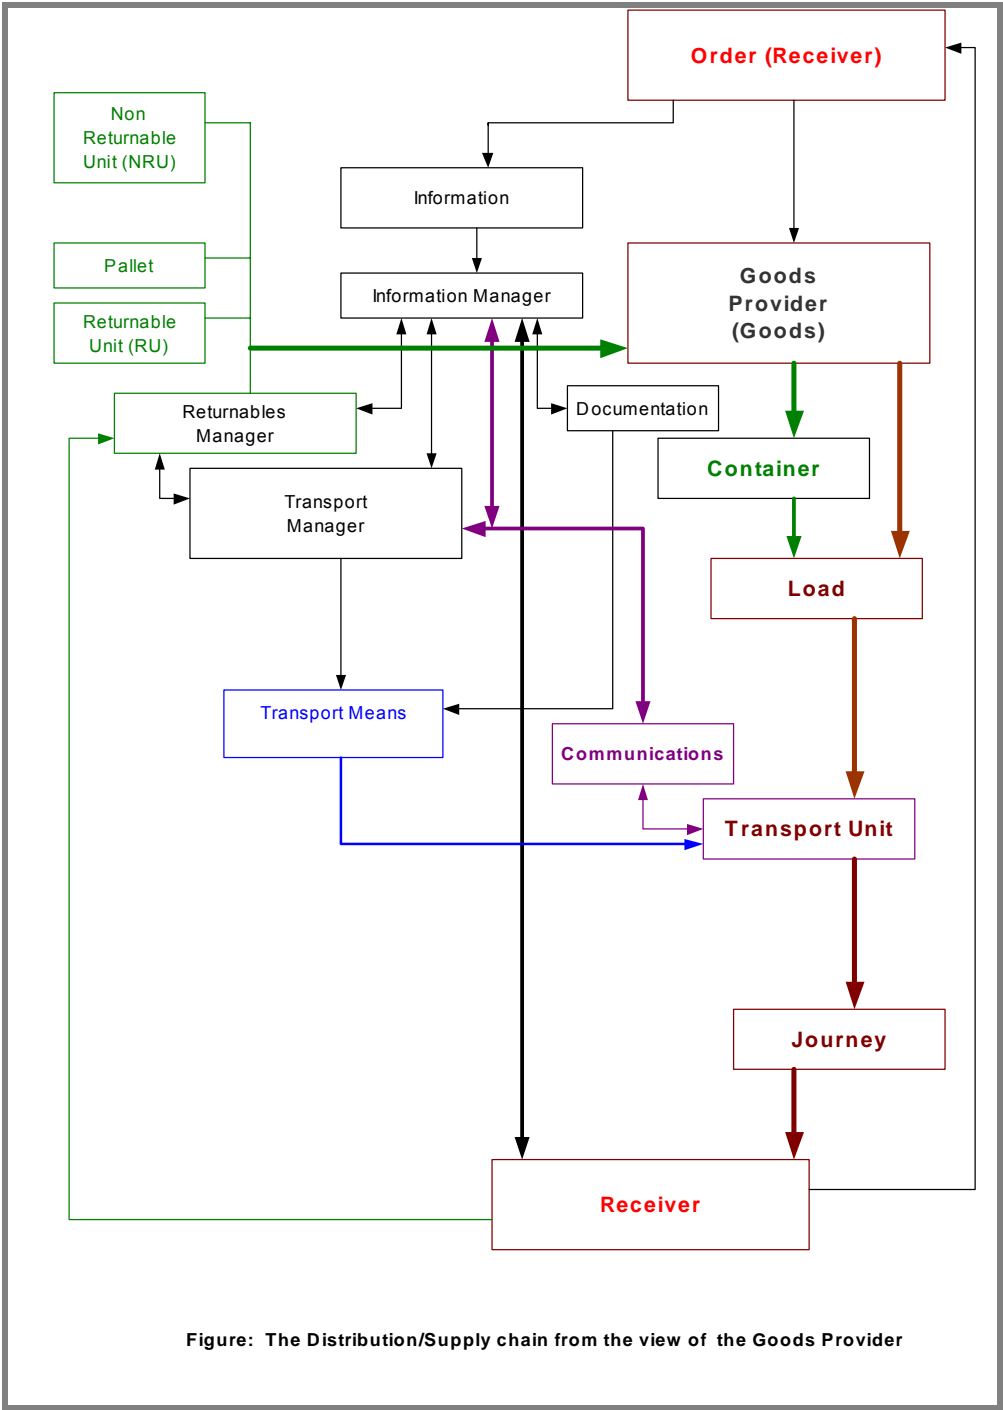 Order (Receiver)
Non
Returnable
Unit (NRU)
Information
Pallet
Goods
Provider
(Goods)
Information Manager
Returnable
Unit (RU)
Returnables
Manager
Documentation
Container
Transport
Manager
Load
Transport Means
Communications
Transport Unit
Journey
Receiver
Figure:  The Distribution/Supply chain from the view of  the Goods Provider